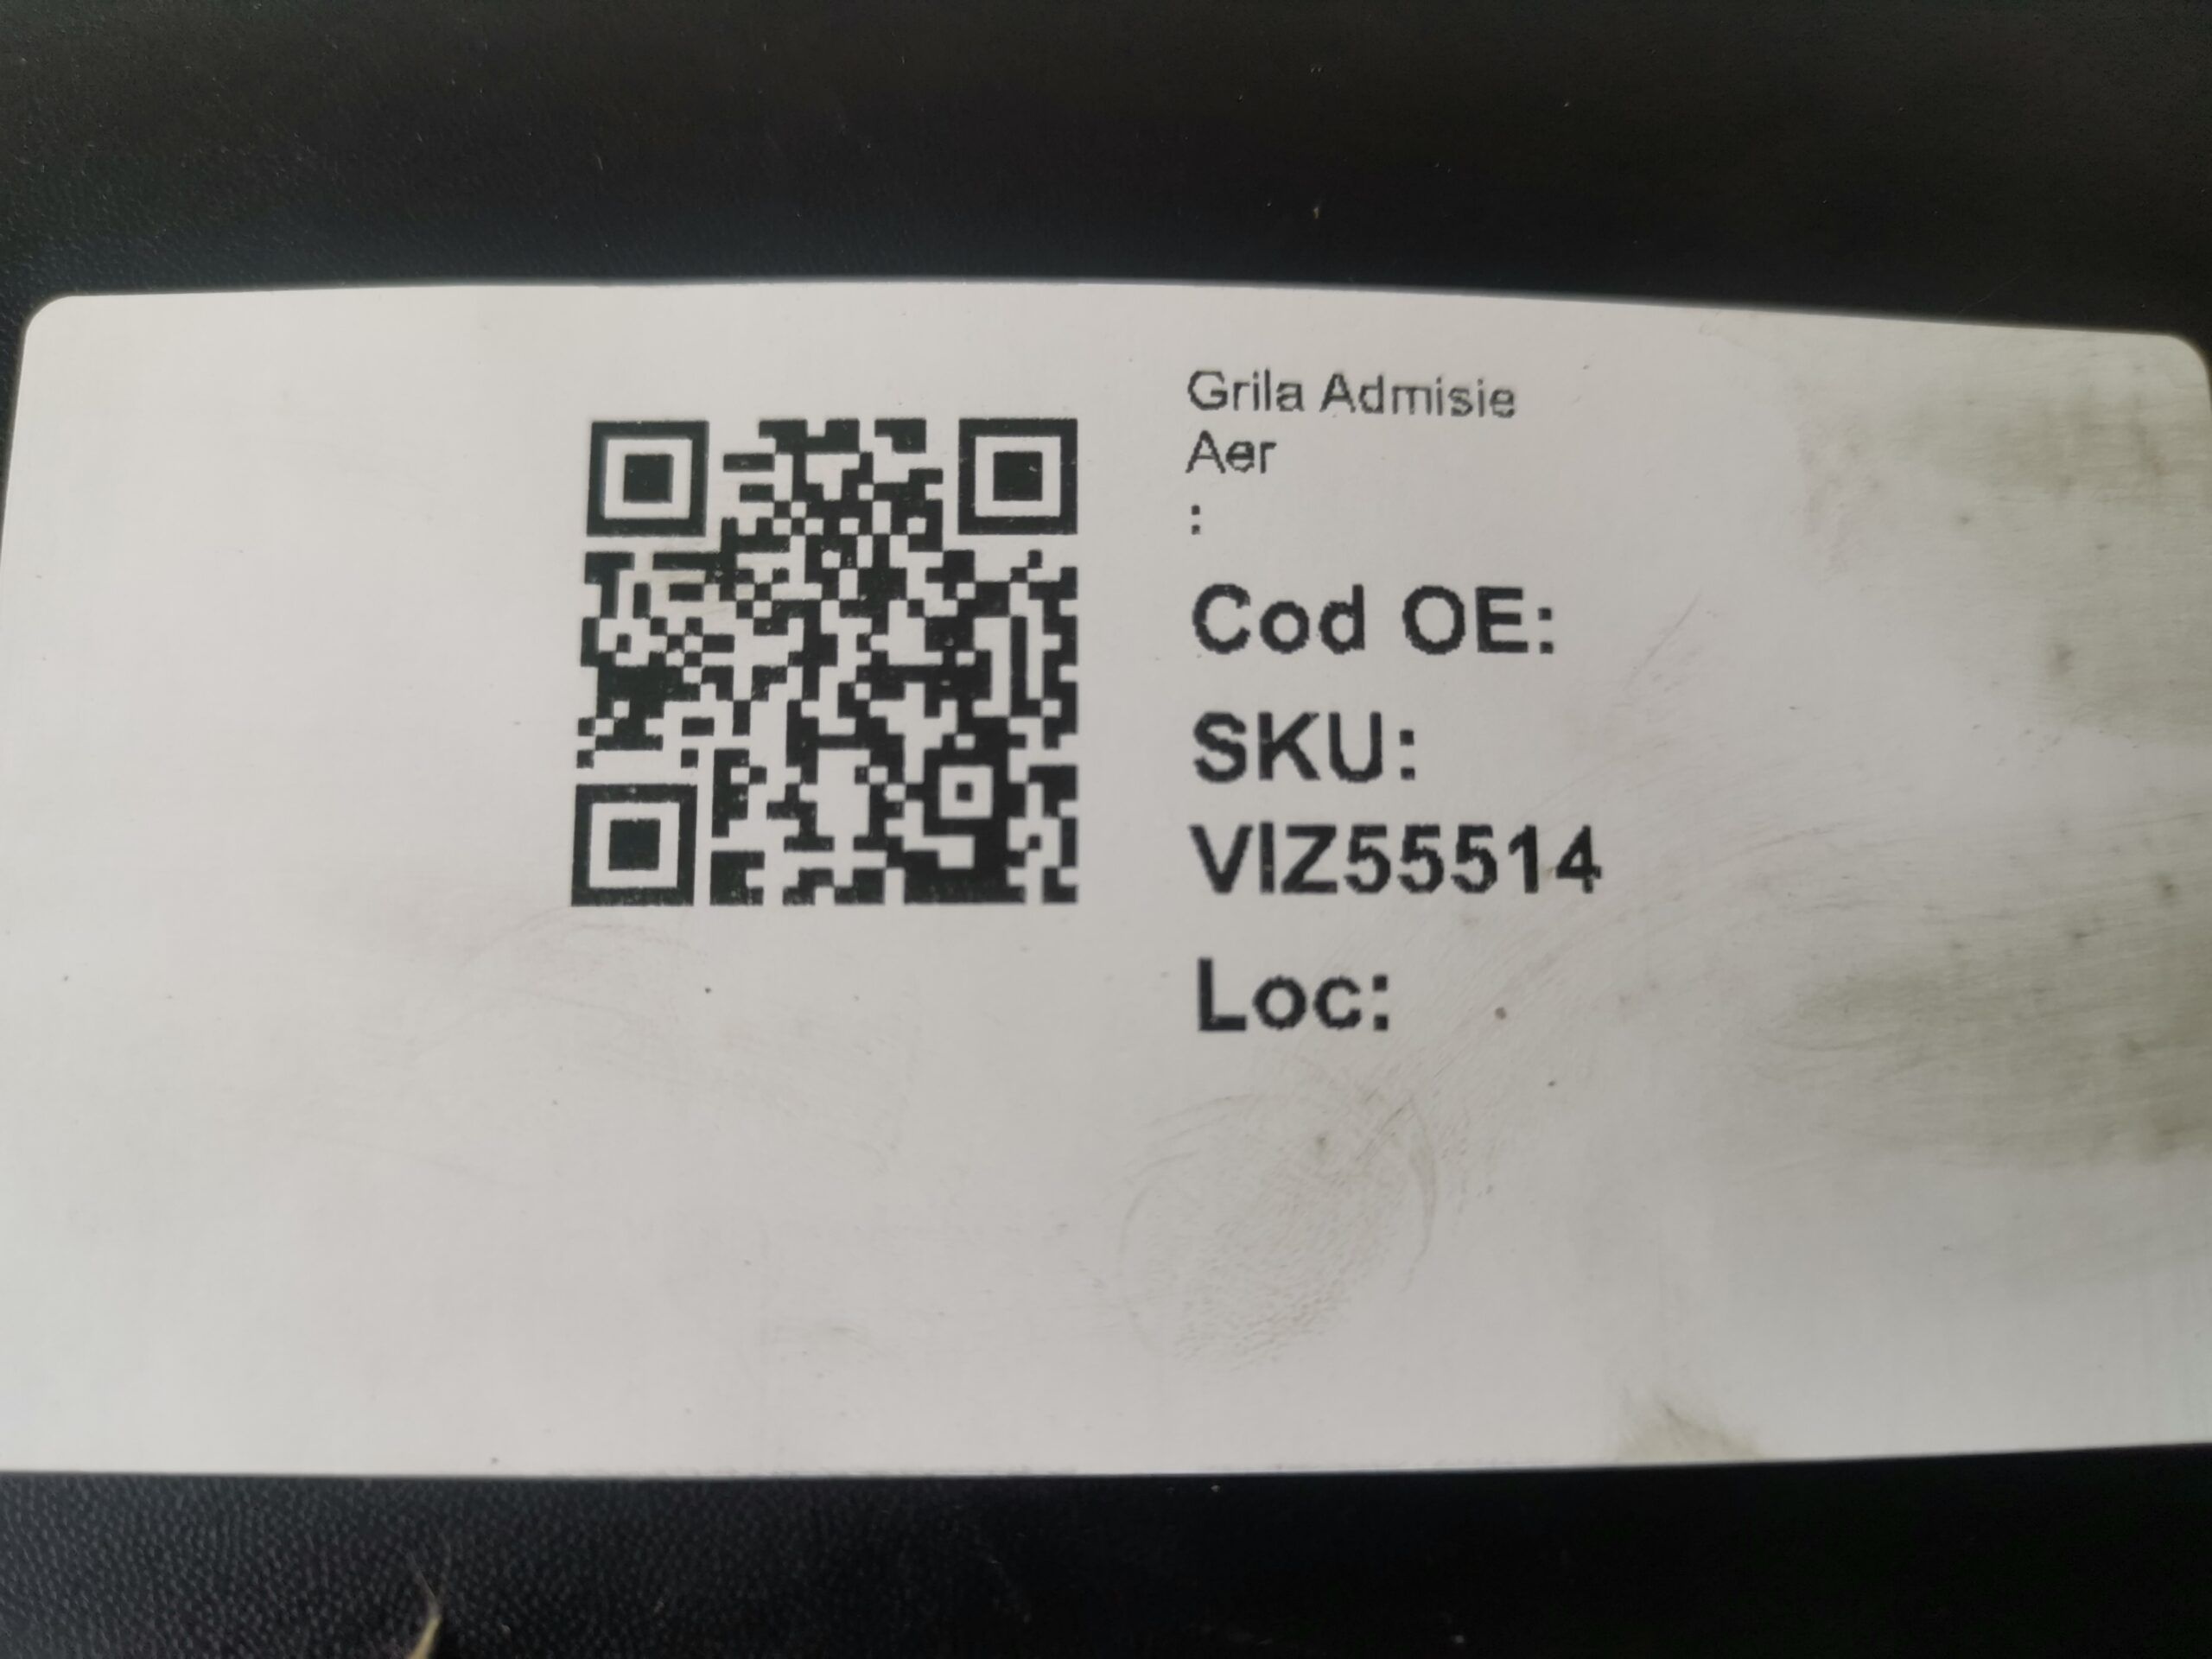 Grila Admisie
Aer
:
Cod OE:
SKU:
VIZ55514
Loc: